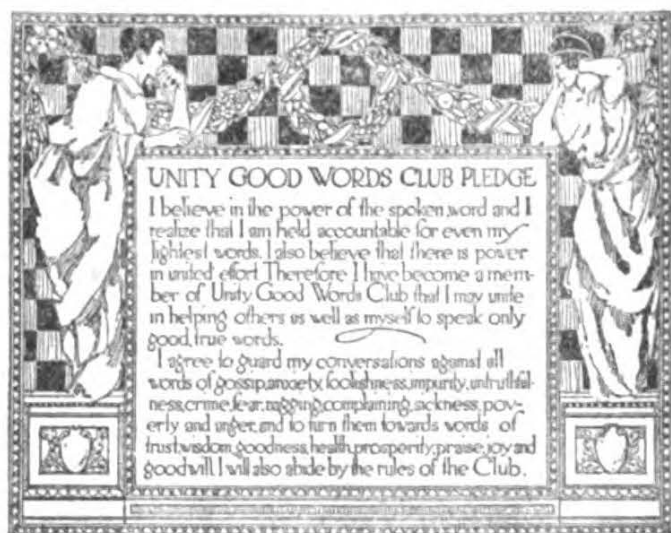 UNITY GOOD WORDS CLUB PLEDGE
I believe in the power of the spoken word and I
realize that I am held accountable for even my
lightest words. I also believe that there is power
in united effort. Therefore I have become a mem-
ber of Unity Good Words Club that I may unite
in helping others as well as myself to speak only
good, true words.
I agree to guard my conversations against all
words of gossip, anxiety, foolishness, impurity, untruthful-
ness, crime, fear, nagging, complaining, sickness, pov-
erty and anger, and to turn them towards words of
trust, wisdom, goodness, health, prosperity, praise, joy and
good will. I will also abide by the rules of the Club.